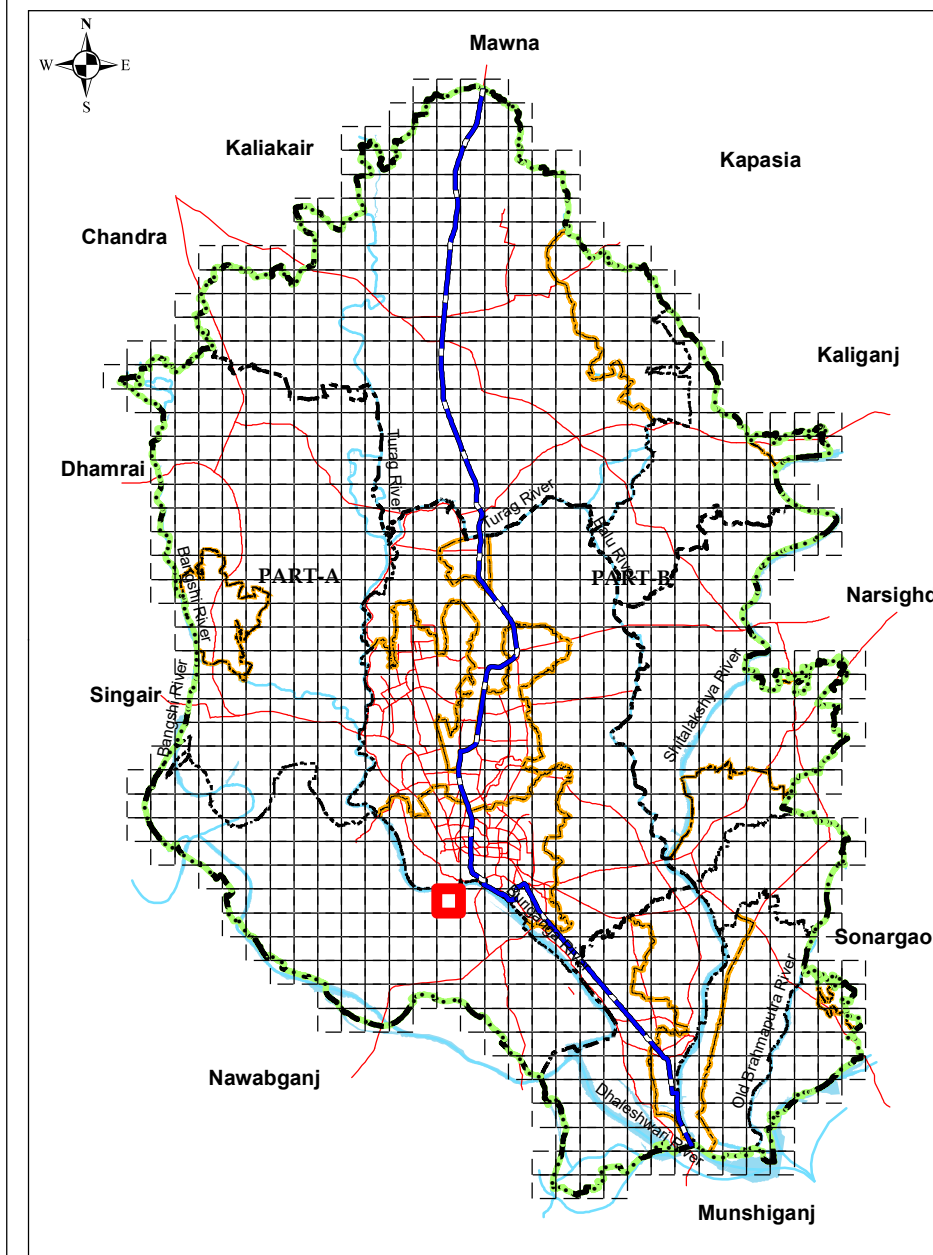 N
Mawna
W
E
S
Kaliakair
Kapasia
Chandra
Kaliganj
Dhamrai
Turag River
Turag River
Balu River
PART-A
PART-B
Bangshi River
Narsighd
Singair
Bangshi River
Shitalakshya River
Sonargao
Old Brahmaputra River
Nawabganj
Dhaleshwari River
Munshiganj